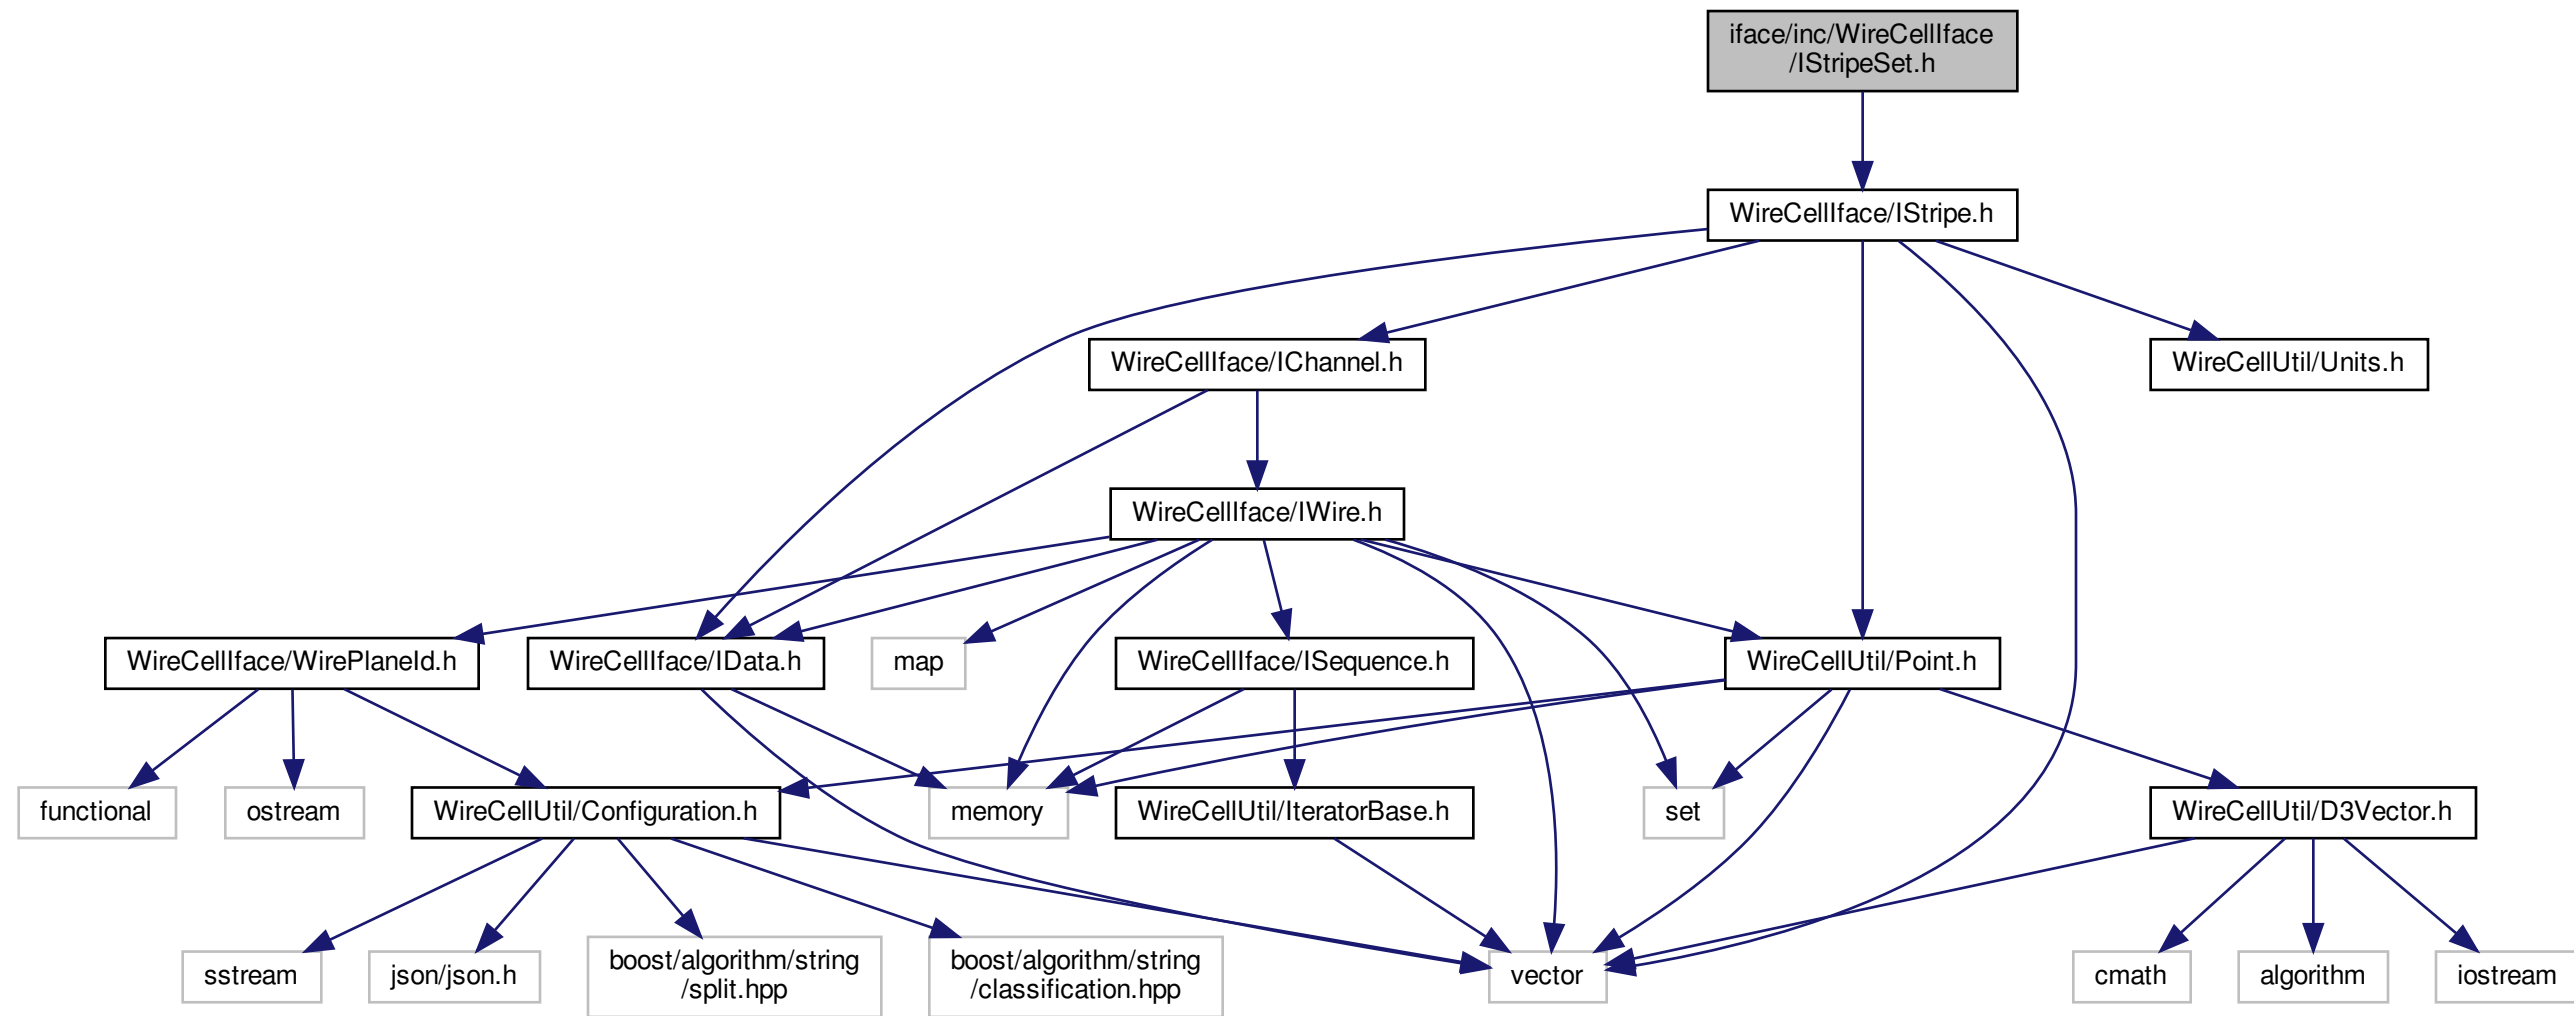 iface/inc/WireCellIface
/IStripeSet.h
WireCellIface/IStripe.h
WireCellIface/IChannel.h
WireCellUtil/Units.h
WireCellIface/IWire.h
WireCellIface/WirePlaneId.h
WireCellIface/IData.h
map
WireCellIface/ISequence.h
WireCellUtil/Point.h
functional
ostream
WireCellUtil/Configuration.h
memory
WireCellUtil/IteratorBase.h
set
WireCellUtil/D3Vector.h
sstream
json/json.h
boost/algorithm/string
/split.hpp
boost/algorithm/string
/classification.hpp
vector
cmath
algorithm
iostream